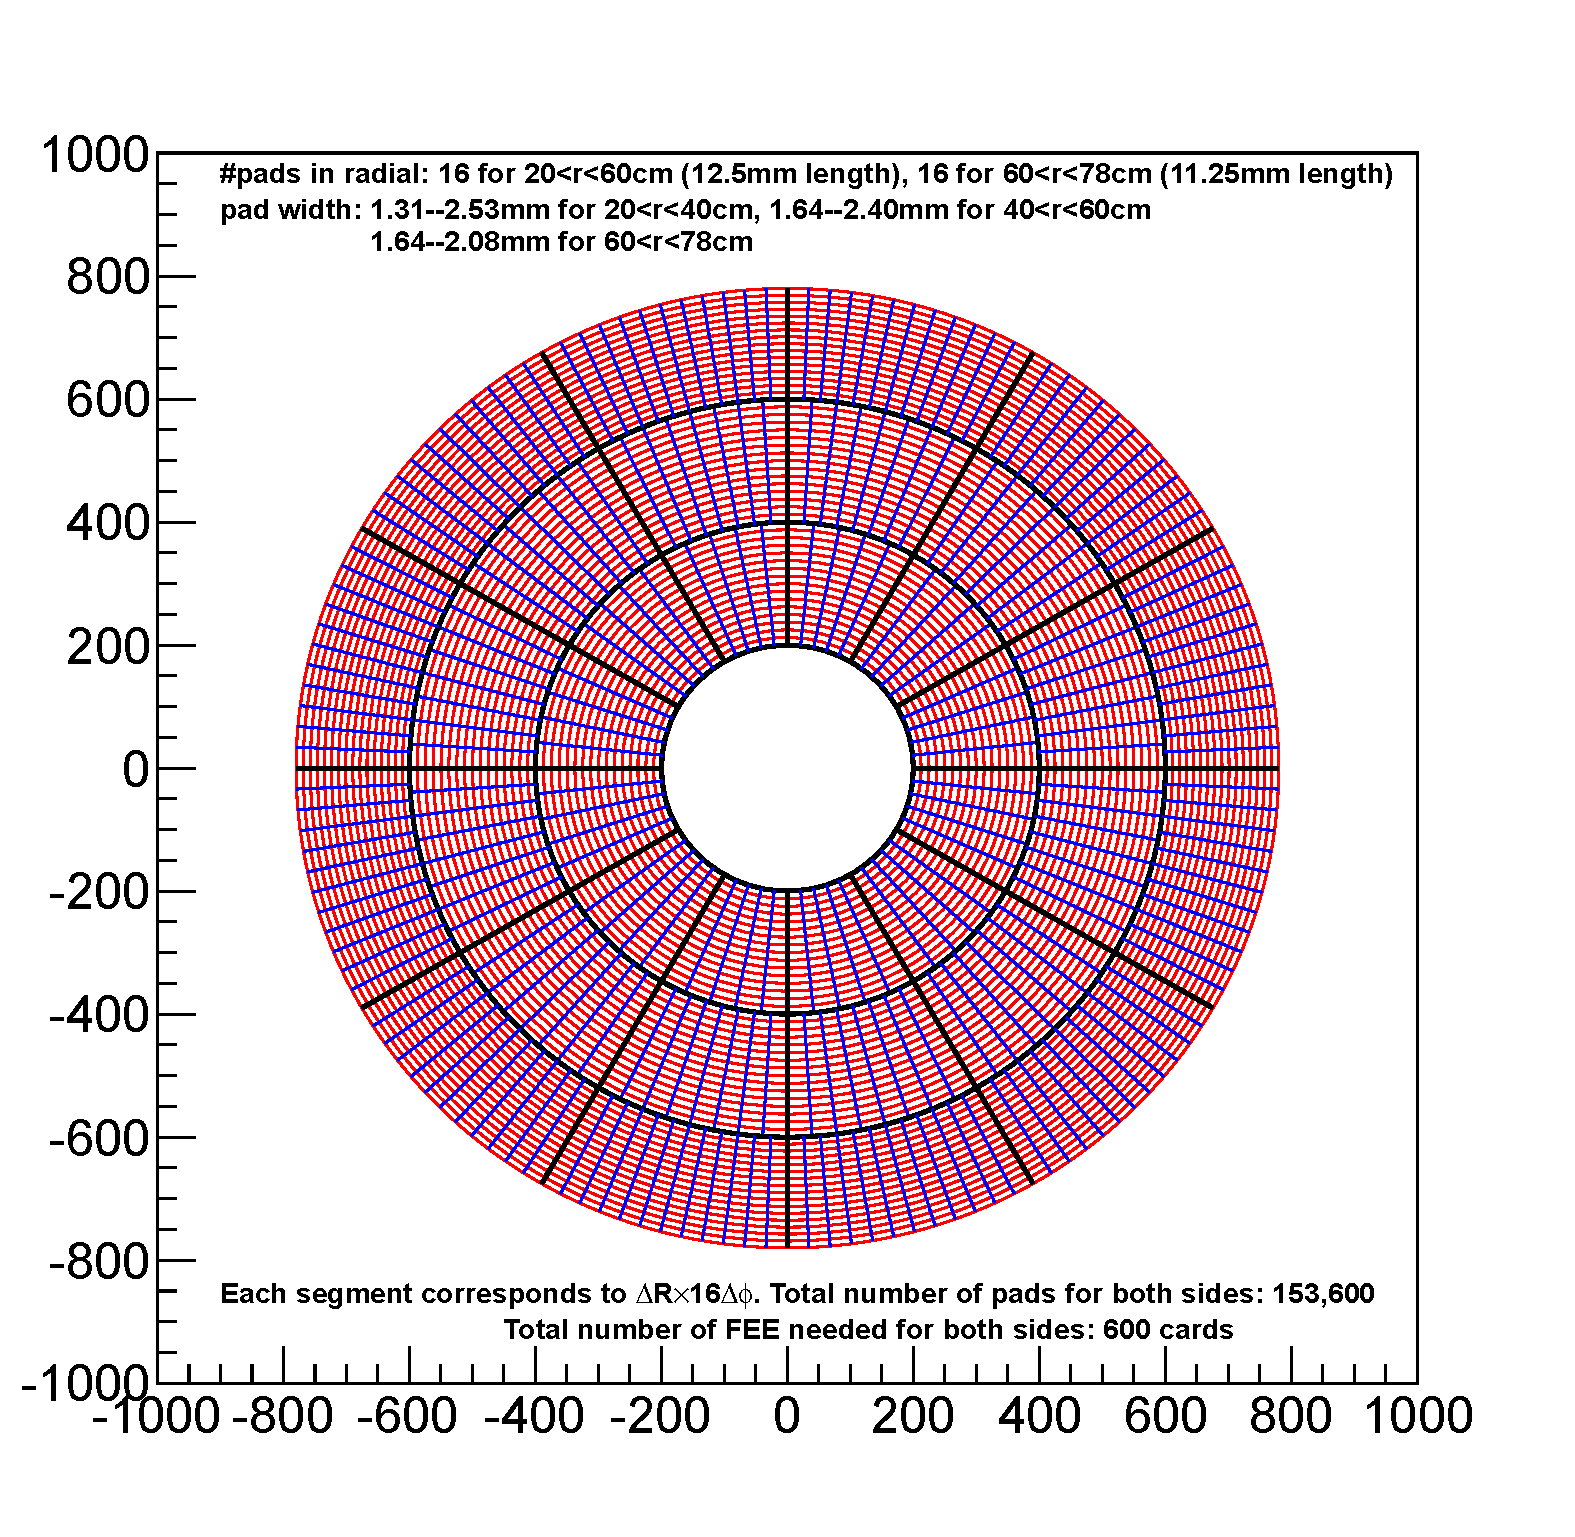 1000
#pads in radial: 16 for 20<r<60cm (12.5mm length), 16 for 60<r<78cm (11.25mm length)
pad width: 1.31--2.53mm for 20<r<40cm, 1.64--2.40mm for 40<r<60cm
1.64--2.08mm for 60<r<78cm
800
600
400
200
0
-200
-400
-600
-800
Each segment corresponds to ΔR×16Δϕ. Total number of pads for both sides: 153,600
Total number of FEE needed for both sides: 600 cards
-1000
-1000 -800 -600 -400 -200 0 200 400 600 800 1000